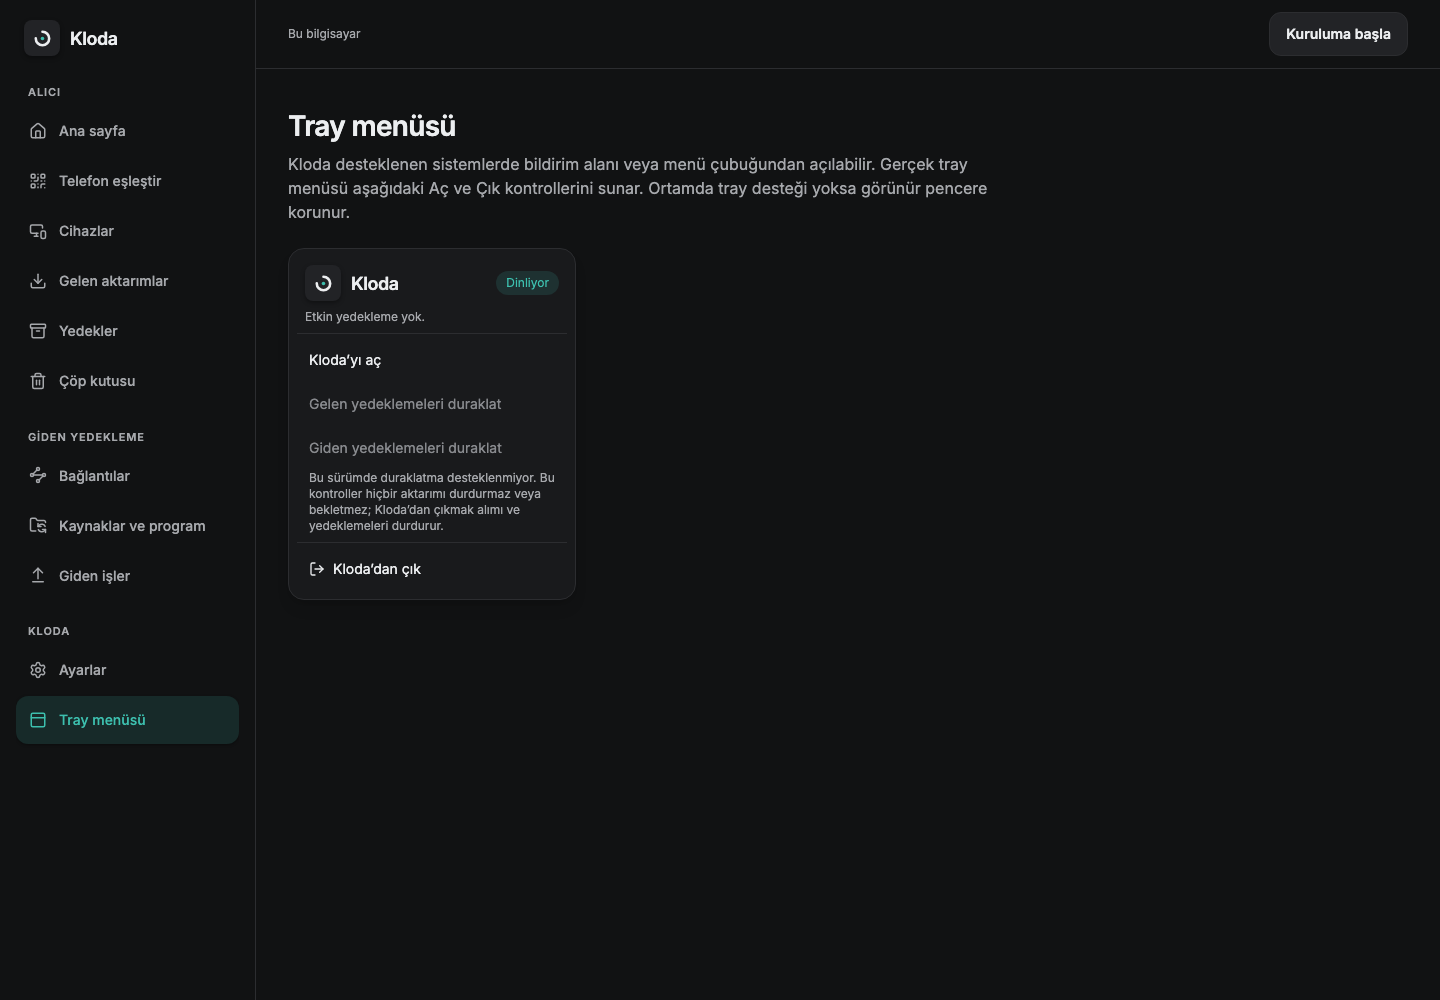 Kloda
ALICI
Ana sayfa
Telefon eşleştir
Cihazlar
Gelen aktarımlar
Yedekler
Çöp kutusu
GİDEN YEDEKLEME
Bağlantılar
Kaynaklar ve program
Giden işler
KLODA
Ayarlar
Tray menüsü
Bu bilgisayar
Kuruluma başla
Tray menüsü
Kloda desteklenen sistemlerde bildirim alanı veya menü çubuğundan açılabilir. Gerçek tray
menüsü aşağıdaki Aç ve Çık kontrollerini sunar. Ortamda tray desteği yoksa görünür pencere
korunur.
Kloda
Dinliyor
Etkin yedekleme yok.
Kloda’yı aç
Gelen yedeklemeleri duraklat
Giden yedeklemeleri duraklat
Bu sürümde duraklatma desteklenmiyor. Bu
kontroller hiçbir aktarımı durdurmaz veya
bekletmez; Kloda’dan çıkmak alımı ve
yedeklemeleri durdurur.
Kloda’dan çık